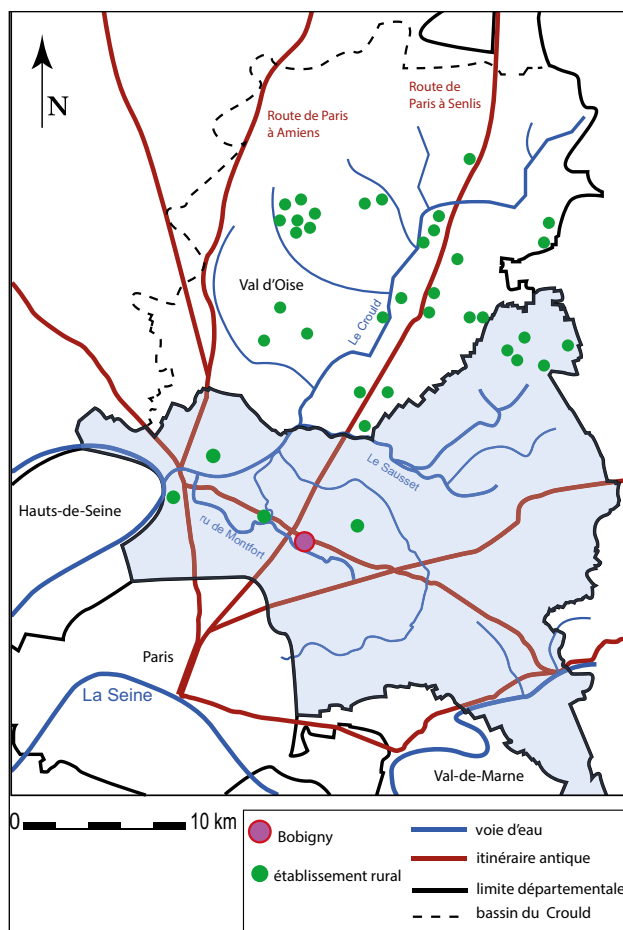 N
Route de Paris
à Amiens
Route de
Paris à Senlis
Val d'Oise
Le Crould
Le Sausset
Hauts-de-Seine
ru de Montfort
Paris
La Seine
Val-de-Marne
0 10 km
Bobigny
établissement rural
voie d'eau
itinéraire antique
limite départementale
bassin du Crould